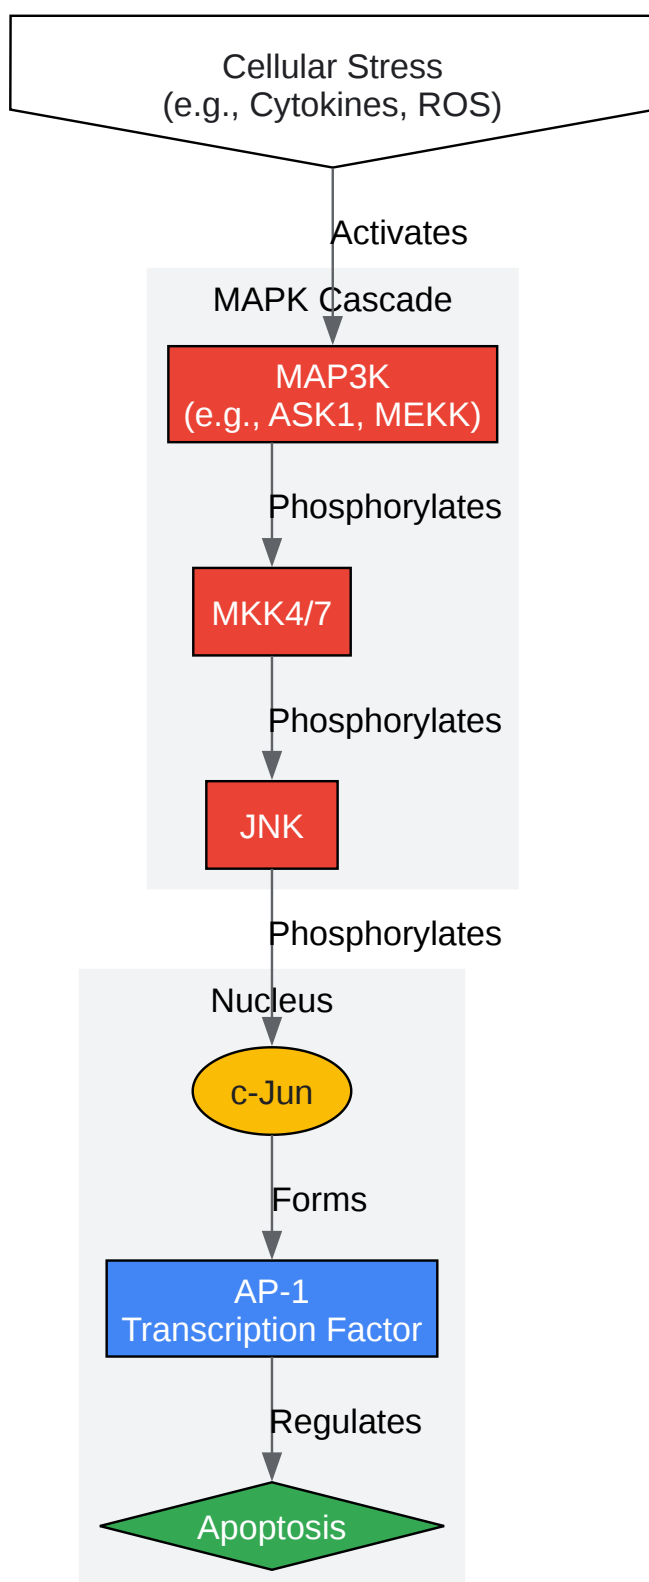 Cellular Stress
(e.g., Cytokines, ROS)
Activates
MAPK Cascade
MAP3K
(e.g., ASK1, MEKK)
Phosphorylates
MKK4/7
Phosphorylates
JNK
Phosphorylates
Nucleus
c-Jun
Forms
AP-1
Transcription Factor
Regulates
Apoptosis